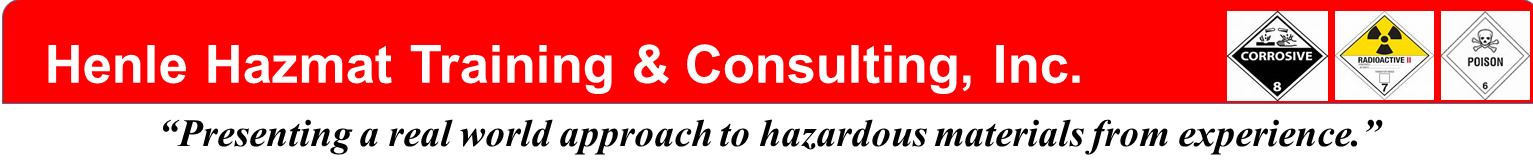 Henle Hazmat Training & Consulting, Inc.
CORROSIVE
8
RADIOACTIVE II
7
POISON
6
“Presenting a real world approach to hazardous materials from experience.”